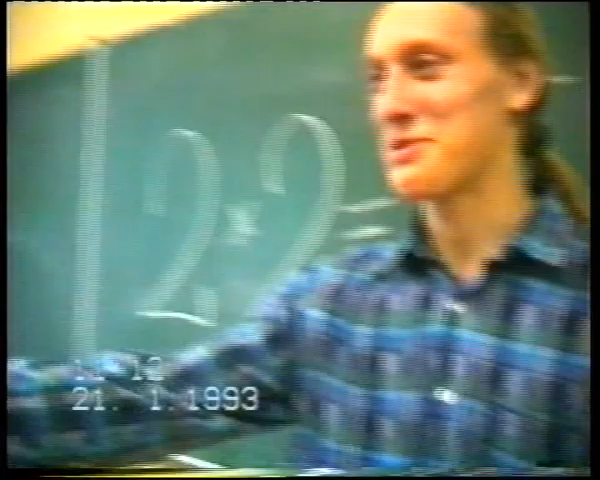 2 × 2 =
21. 1. 1993